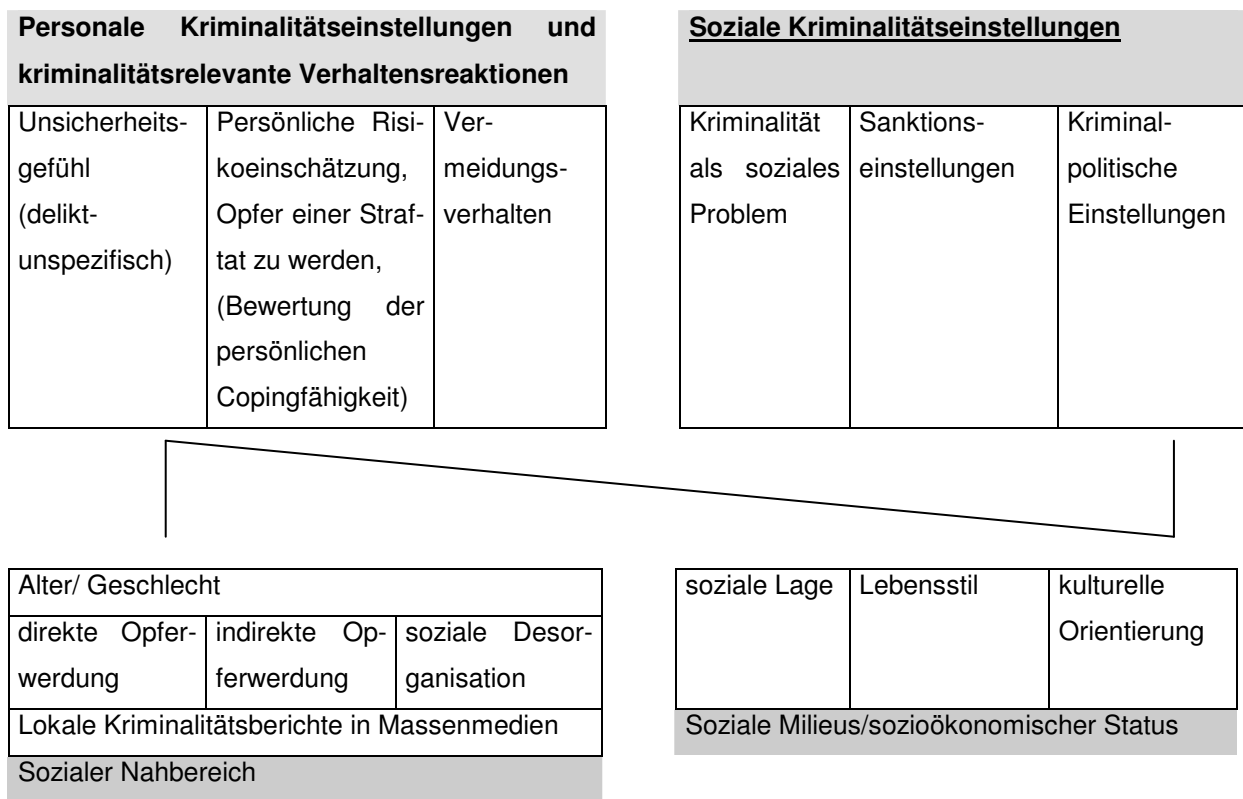 Personale Kriminalitätseinstellungen und
kriminalitätsrelevante Verhaltensreaktionen
Unsicherheits-
gefühl
(delikt-
unspezifisch)
Persönliche Risi-
koeinschätzung,
Opfer einer Straf-
tat zu werden,
(Bewertung der
persönlichen
Copingfähigkeit)
Ver-
meidungs-
verhalten
Soziale Kriminalitätseinstellungen
Kriminalität
als soziales
Problem
Sanktions-
einstellungen
Kriminal-
politische
Einstellungen
Alter/ Geschlecht
direkte Opfer-
werdung
indirekte Op-
ferwerdung
soziale Desor-
ganisation
Lokale Kriminalitätsberichte in Massenmedien
Sozialer Nahbereich
soziale Lage
Lebensstil
kulturelle
Orientierung
Soziale Milieus/sozioökonomischer Status